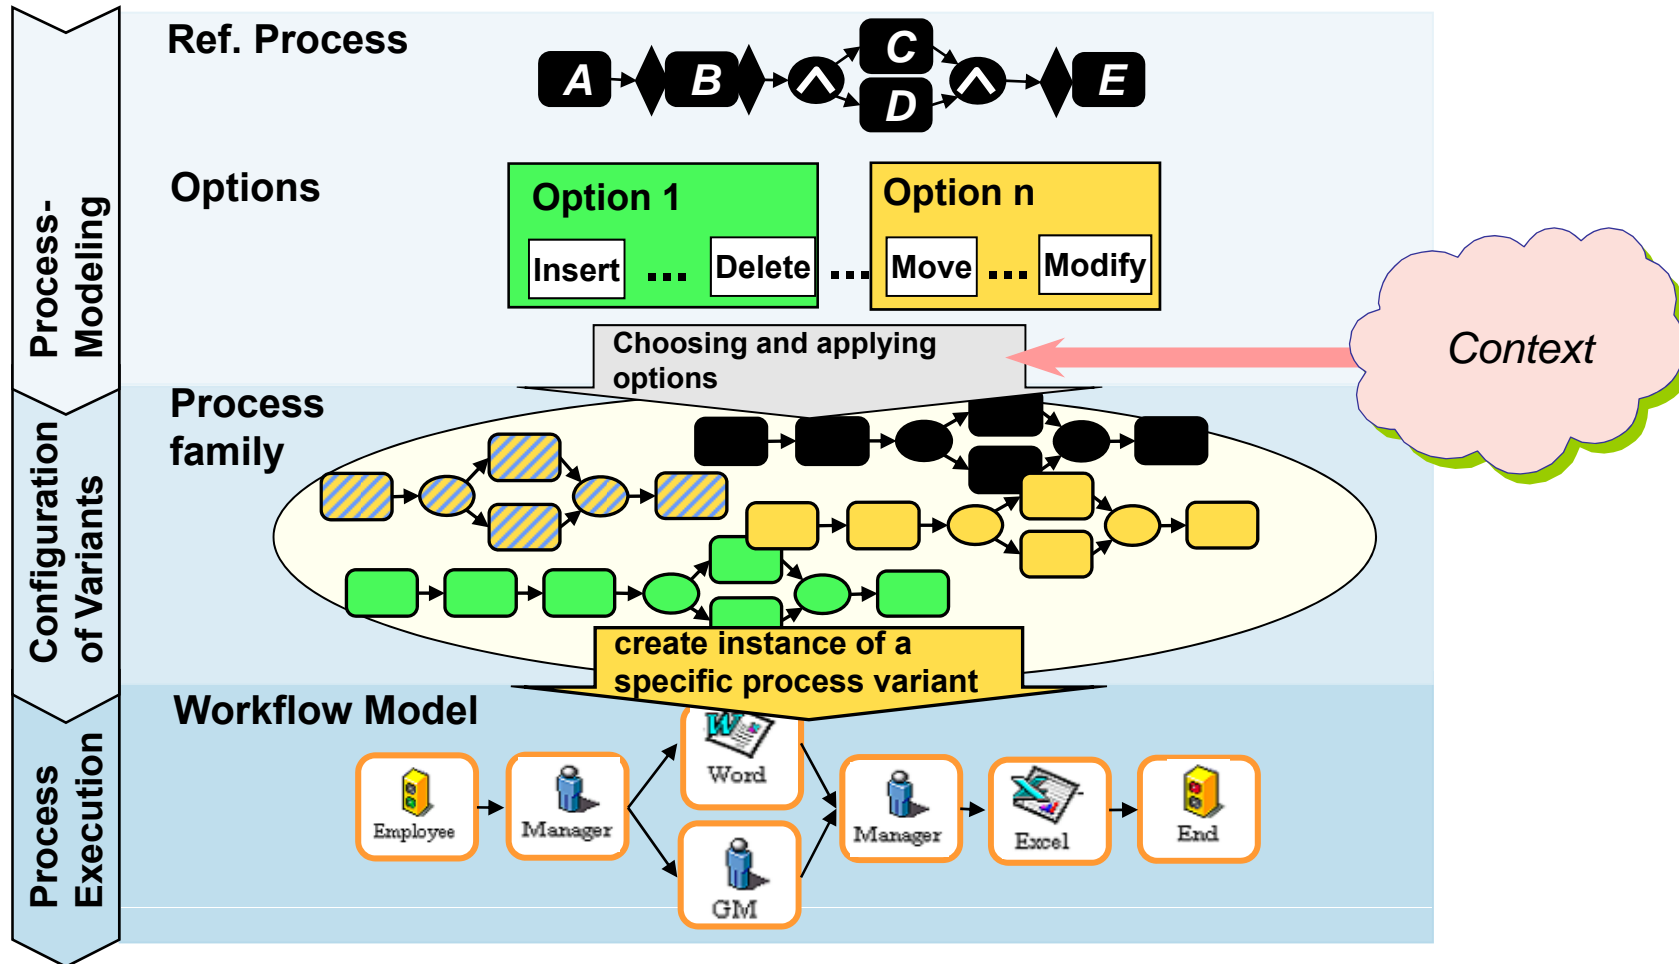 Ref. Process
A
B
C
D
E
Options
Option 1
Insert
...
Delete
...
Option n
Move
...
Modify
Process-
Modeling
Choosing and applying
options
Context
Process
family
Configuration
of Variants
create instance of a
specific process variant
Workflow Model
Process
Execution
Employee
Manager
Word
GM
Manager
Excel
End